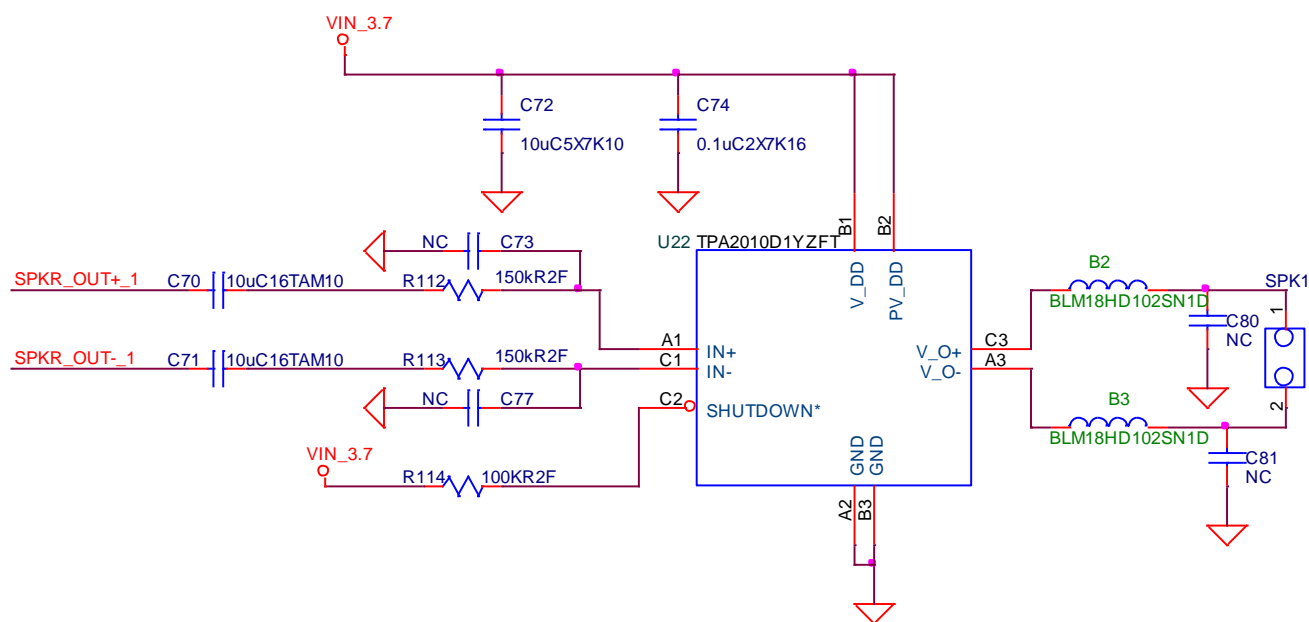 VIN_3.7
C72
10uC5X7K10
C74
0.1uC2X7K16
B1
B2
U22 TPA2010D1YZFT
NC
C73
V_DD
PV_DD
B2
BLM18HD102SN1D
SPK1
SPKR_OUT+_1
C70
10uC16TAM10
R112
150kR2F
1
C80
NC
A1
IN+
V_O+
C3
SPKR_OUT-_1
C71
10uC16TAM10
R113
150kR2F
C1
IN-
V_O-
A3
NC
C77
C2
SHUTDOWN*
B3
BLM18HD102SN1D
2
VIN_3.7
R114
100KR2F
GND
GND
C81
NC
A2
B3